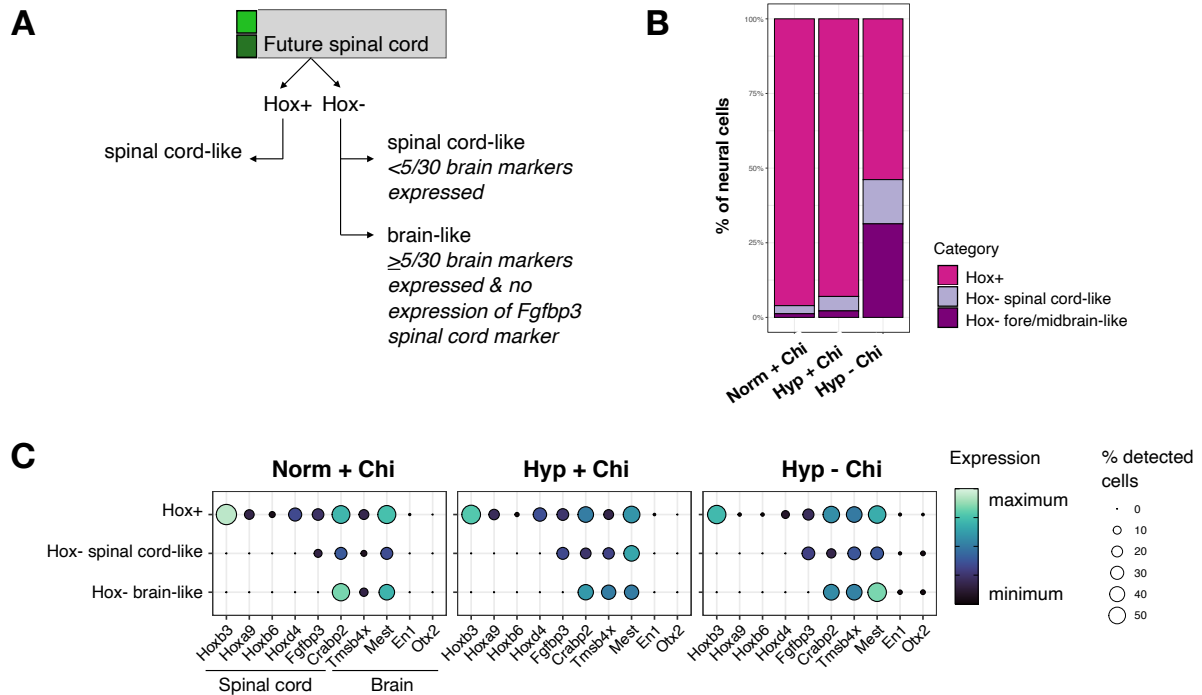 A
Future spinal cord
Hox+ Hox-
spinal cord-like
spinal cord-like
<5/30 brain markers
expressed
brain-like
≥5/30 brain markers
expressed & no
expression of Fgfbp3
spinal cord marker
B
% of neural cells
100%
75%
50%
25%
0%
Norm + Chi
Hyp + Chi
Hyp - Chi
Category
Hox+
Hox- spinal cord-like
Hox- fore/midbrain-like
C
Norm + Chi
Hyp + Chi
Hyp - Chi
Hox+
Hox- spinal cord-like
Hox- brain-like
Hoxb3 Hoxa9 Hoxb6 Hoxd4 Fgfbp3 Crabp2 Tmsb4x Mest En1 Otx2
Hoxb3 Hoxa9 Hoxb6 Hoxd4 Fgfbp3 Crabp2 Tmsb4x Mest En1 Otx2
Hoxb3 Hoxa9 Hoxb6 Hoxd4 Fgfbp3 Crabp2 Tmsb4x Mest En1 Otx2
Spinal cord
Brain
Expression
maximum
minimum
% detected
cells
0
10
20
30
40
50